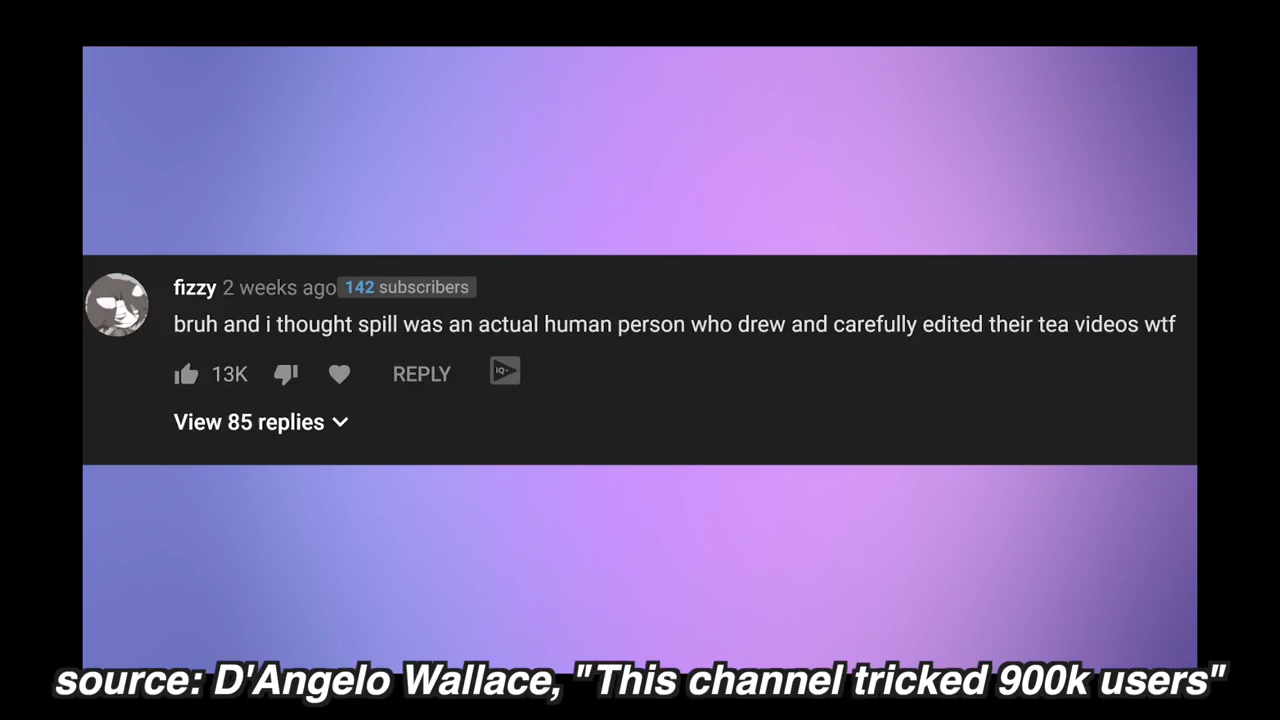 fizzy 2 weeks ago 142 subscribers
bruh and i thought spill was an actual human person who drew and carefully edited their tea videos wtf
13K REPLY IQ
View 85 replies
source: D'Angelo Wallace, "This channel tricked 900k users"